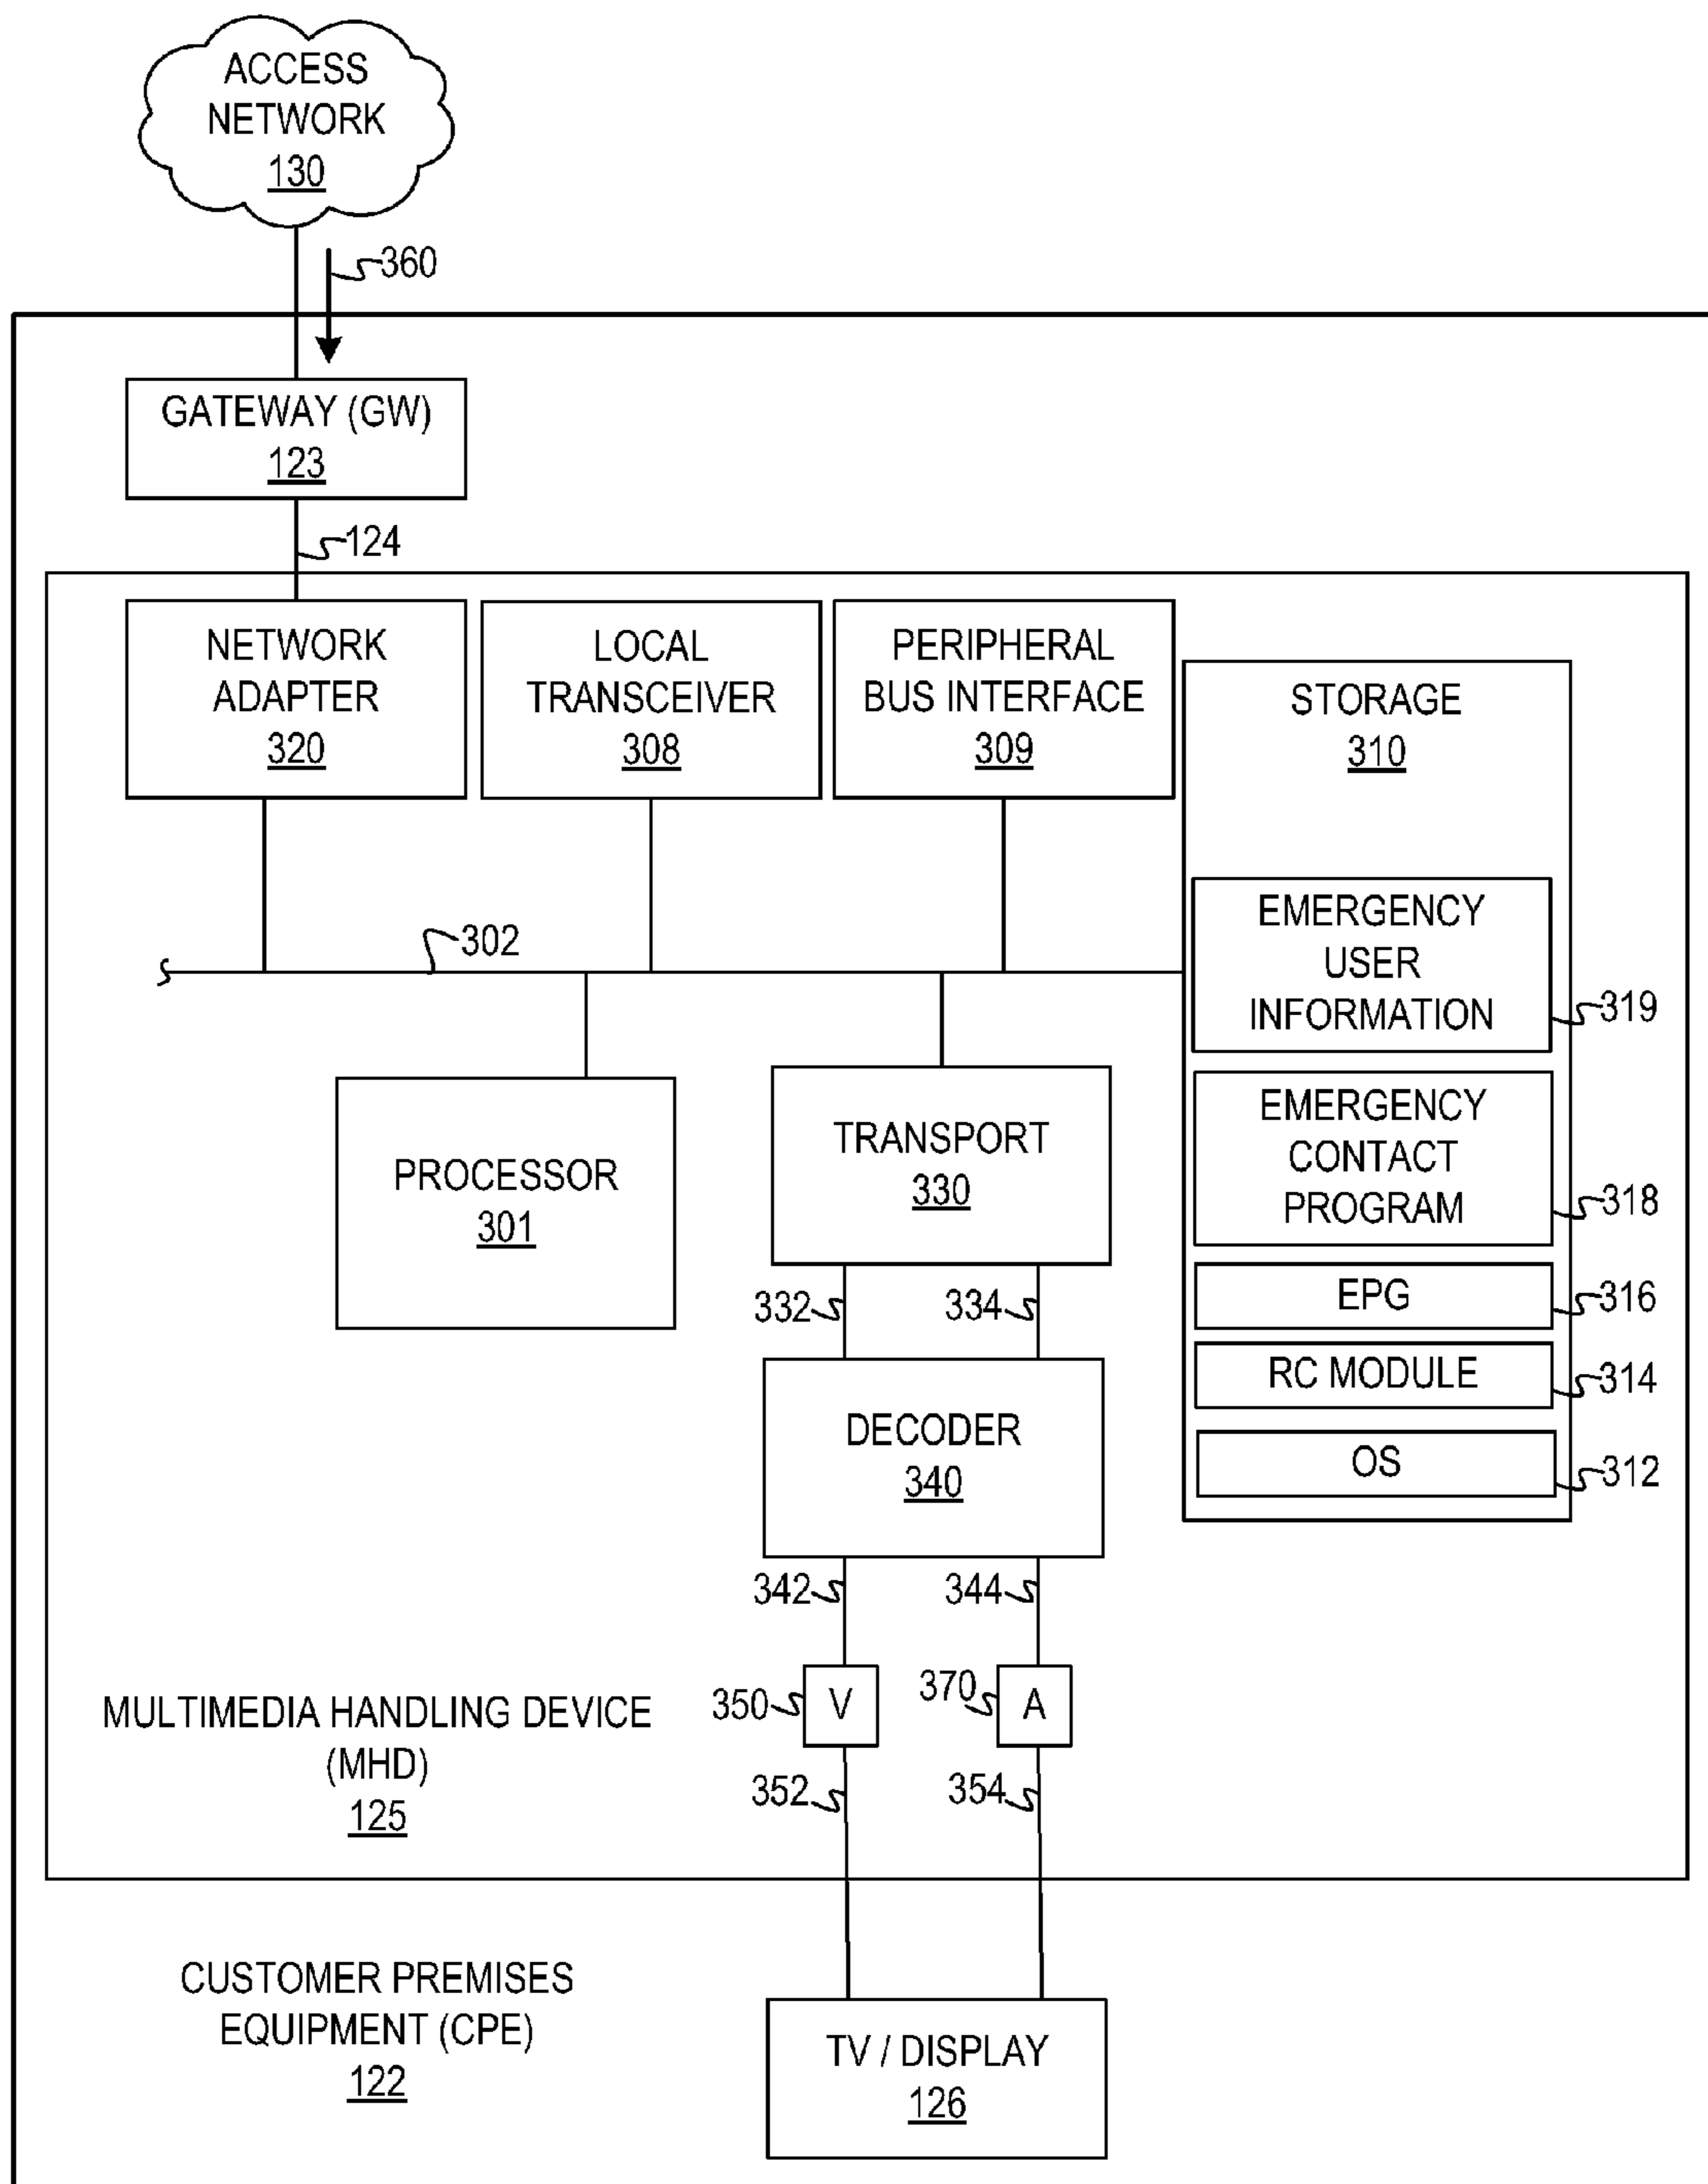 ACCESS
NETWORK
130
360
GATEWAY (GW)
123
124
NETWORK
ADAPTER
320
LOCAL
TRANSCEIVER
308
PERIPHERAL
BUS INTERFACE
309
STORAGE
310
EMERGENCY
USER
INFORMATION
319
302
EMERGENCY
CONTACT
PROGRAM
318
PROCESSOR
301
TRANSPORT
330
EPG
316
332
334
RC MODULE
314
DECODER
340
OS
312
342
344
350
V
370
A
MULTIMEDIA HANDLING DEVICE
(MHD)
125
352
354
CUSTOMER PREMISES
EQUIPMENT (CPE)
122
TV / DISPLAY
126